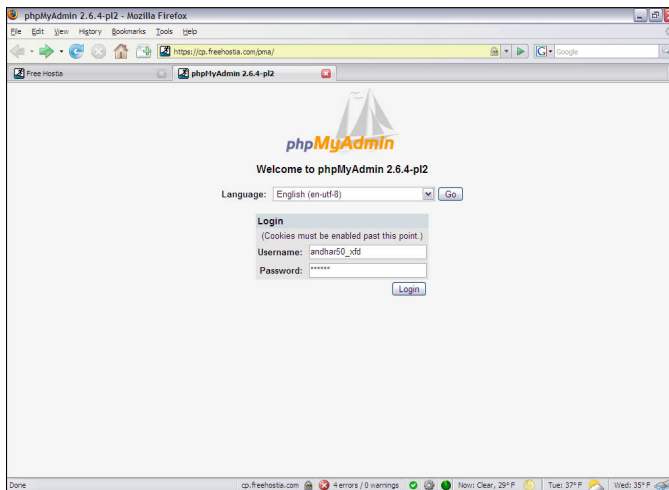 phpMyAdmin 2.6.4-pl2 - Mozilla Firefox
File Edit View History Bookmarks Tools Help
https://cp.freehostia.com/pma/
Google
Free Hostia
phpMyAdmin 2.6.4-pl2
phpMyAdmin
Welcome to phpMyAdmin 2.6.4-pl2
Language: English (en-utf-8) Go
Login
(Cookies must be enabled past this point.)
Username: andhar50_xfd
Password: ******
Login
Done cp.freehostia.com 4 errors / 0 warnings Now: Clear, 29° F Tue: 37° F Wed: 35° F